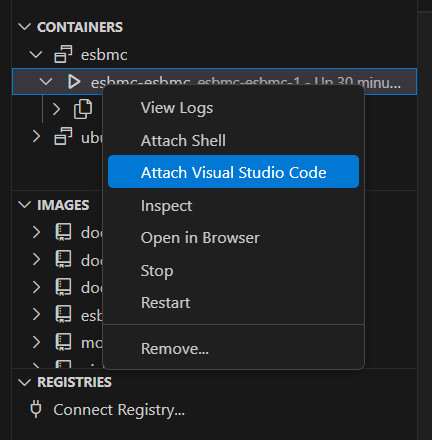 CONTAINERS
esbmc
esbmc-esbmc esbmc-esbmc-1 - Up 30 minu...
View Logs
Attach Shell
ubu
Attach Visual Studio Code
Inspect
IMAGES
doc
Open in Browser
doc
Stop
doc
Restart
esb
mo
Remove...
REGISTRIES
Connect Registry...